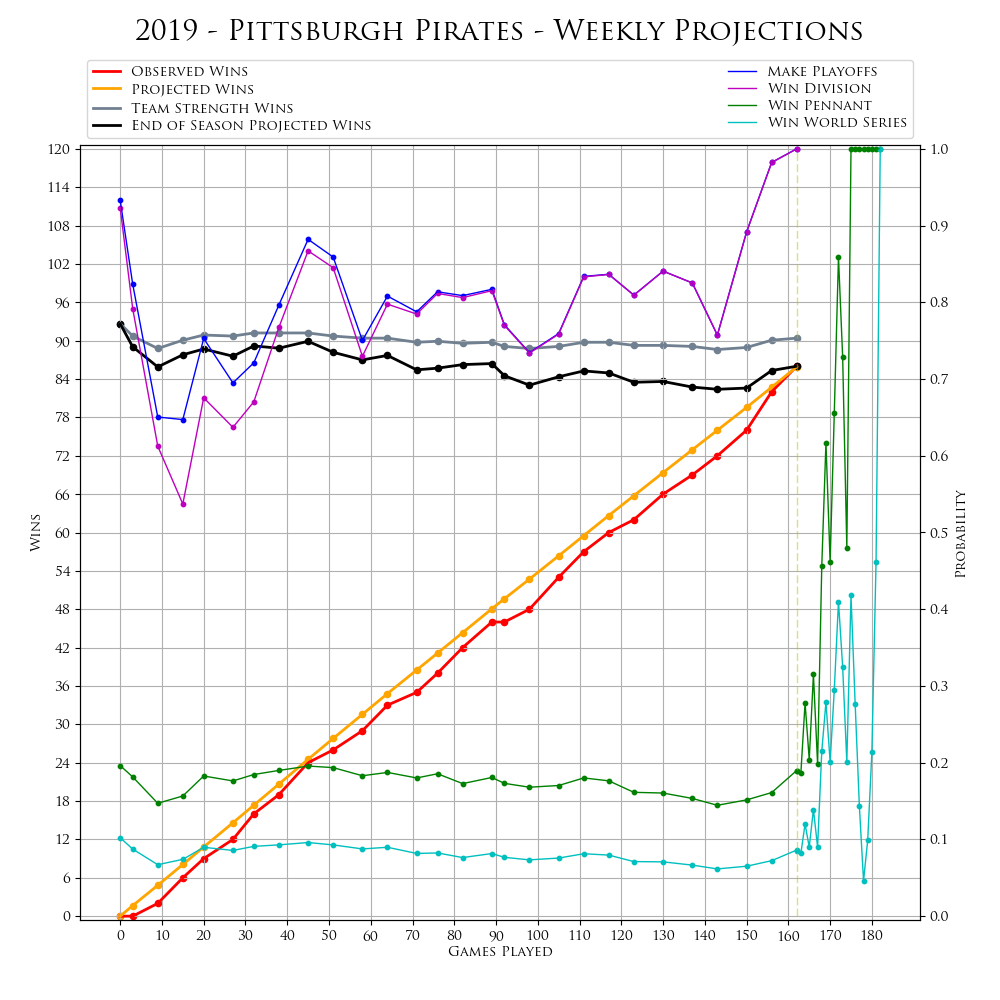 2019 - Pittsburgh Pirates - Weekly Projections
Observed Wins
Projected Wins
Team Strength Wins
End of Season Projected Wins
Make Playoffs
Win Division
Win Pennant
Win World Series
120
114
108
102
96
90
84
78
72
66
60
54
48
42
36
30
24
18
12
6
0
Wins
1.0
0.9
0.8
0.7
0.6
0.5
0.4
0.3
0.2
0.1
0.0
Probability
0 10 20 30 40 50 60 70 80 90 100 110 120 130 140 150 160 170 180
Games Played